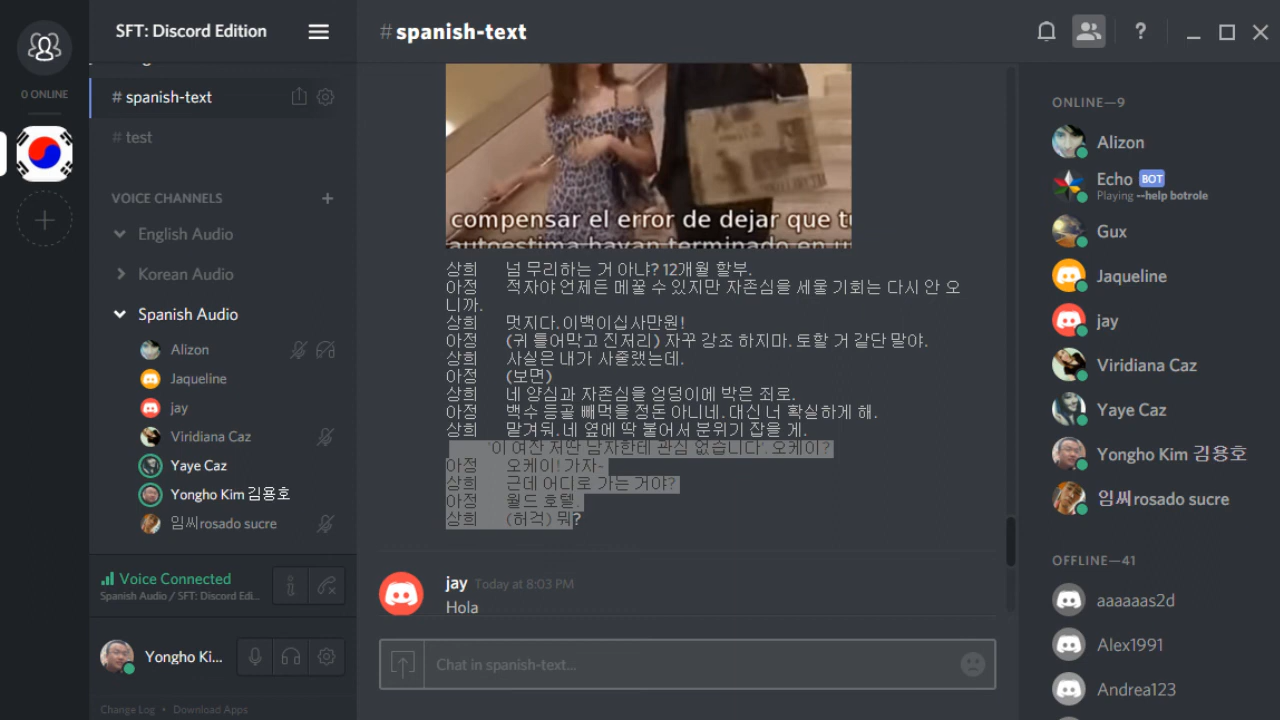 0 ONLINE
SFT: Discord Edition
# spanish-text
# test
VOICE CHANNELS
English Audio
Korean Audio
Spanish Audio
Alizon
Jaqueline
jay
Viridiana Caz
Yaye Caz
Yongho Kim 김용호
임씨rosado sucre
Voice Connected
Spanish Audio / SFT: Discord Edi...
Yongho Ki...
Change Log • Download Apps
# spanish-text
compensar el error de dejar que tu
autoestima hayan terminado en u
상희 넘 무리하는 거 아냐? 12개월 할부.
아정 적자야 언제든 메꿀 수 있지만 자존심을 세울 기회는 다시 안 오
니까.
상희 멋지다. 이백이십사만원!
아정 (귀 틀어막고 진저리) 자꾸 강조 하지마. 토할 거 같단 말야.
상희 사실은 내가 사줄랬는데.
아정 (보면)
상희 네 양심과 자존심을 엉덩이에 박은 죄로.
아정 백수 등골 빼먹을 정돈 아니네. 대신 너 확실하게 해.
상희 맡겨둬. 네 옆에 딱 붙어서 분위기 잡을 게.
'이 여잔 저딴 남자한테 관심 없습니다'. 오케이?
아정 오케이! 가자~
상희 근데 어디로 가는 거야?
아정 월드 호텔.
상희 (허걱) 뭐?
jay Today at 8:03 PM
Hola
Chat in spanish-text...
?
ONLINE—9
Alizon
Echo BOT
Playing --help botrole
Gux
Jaqueline
jay
Viridiana Caz
Yaye Caz
Yongho Kim 김용호
임씨rosado sucre
OFFLINE—41
aaaaaas2d
Alex1991
Andrea123